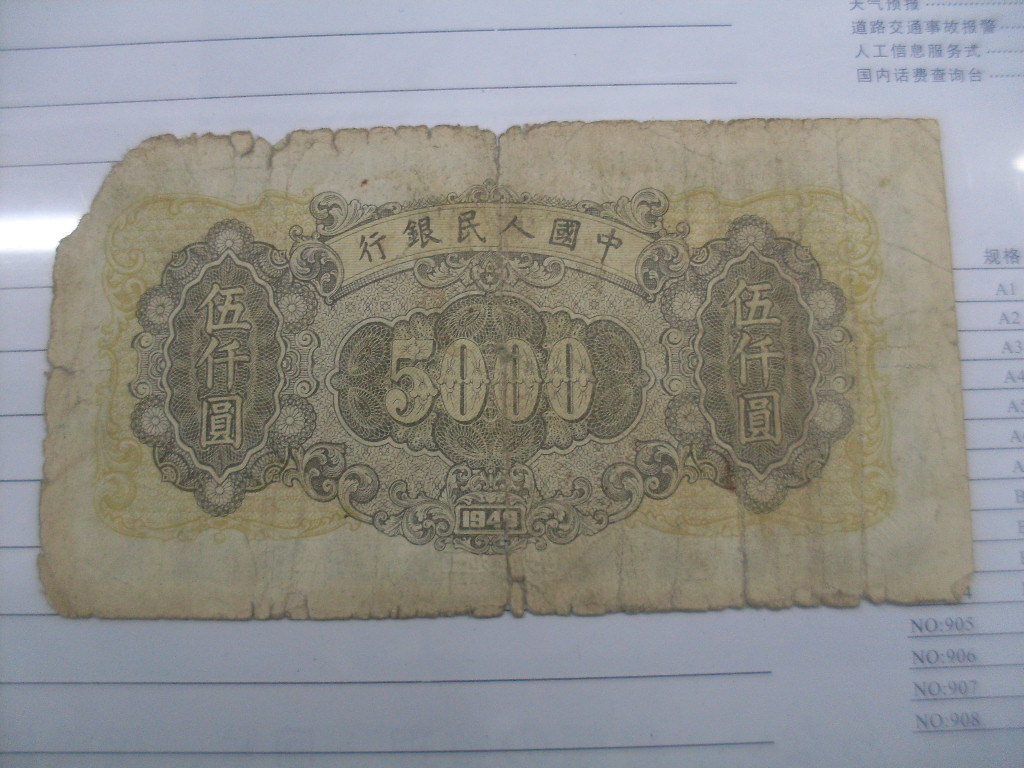 天气预报
道路交通事故报警
人工信息服务式
国内话费查询台
中國人民銀行
伍仟圓
5000
伍仟圓
1949
规格
A1
A2
A3
A4
NO:905
NO:906
NO:907
NO:908